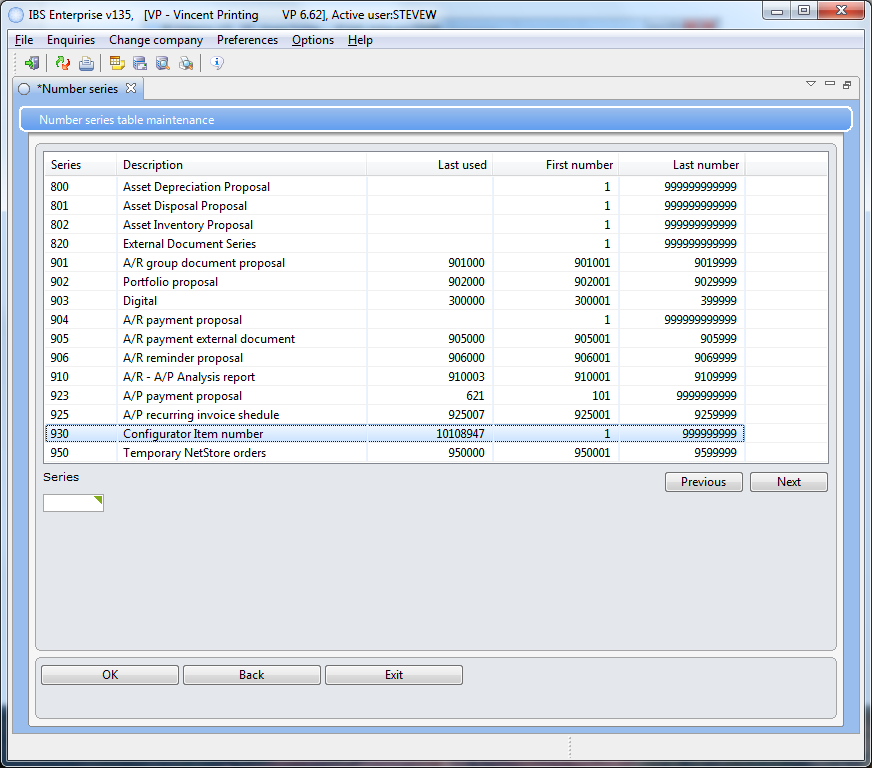 IBS Enterprise v135, [VP - Vincent Printing VP 6.62], Active user:STEVEW
File Enquiries Change company Preferences Options Help
*Number series
Number series table maintenance
Series Description Last used First number Last number
800 Asset Depreciation Proposal 1 999999999999
801 Asset Disposal Proposal 1 999999999999
802 Asset Inventory Proposal 1 999999999999
820 External Document Series 1 999999999999
901 A/R group document proposal 901000 901001 9019999
902 Portfolio proposal 902000 902001 9029999
903 Digital 300000 300001 399999
904 A/R payment proposal 1 999999999999
905 A/R payment external document 905000 905001 905999
906 A/R reminder proposal 906000 906001 9069999
910 A/R - A/P Analysis report 910003 910001 9109999
923 A/P payment proposal 621 101 9999999999
925 A/P recurring invoice shedule 925007 925001 9259999
930 Configurator Item number 10108947 1 999999999
950 Temporary NetStore orders 950000 950001 9599999
Series
Previous Next
OK Back Exit